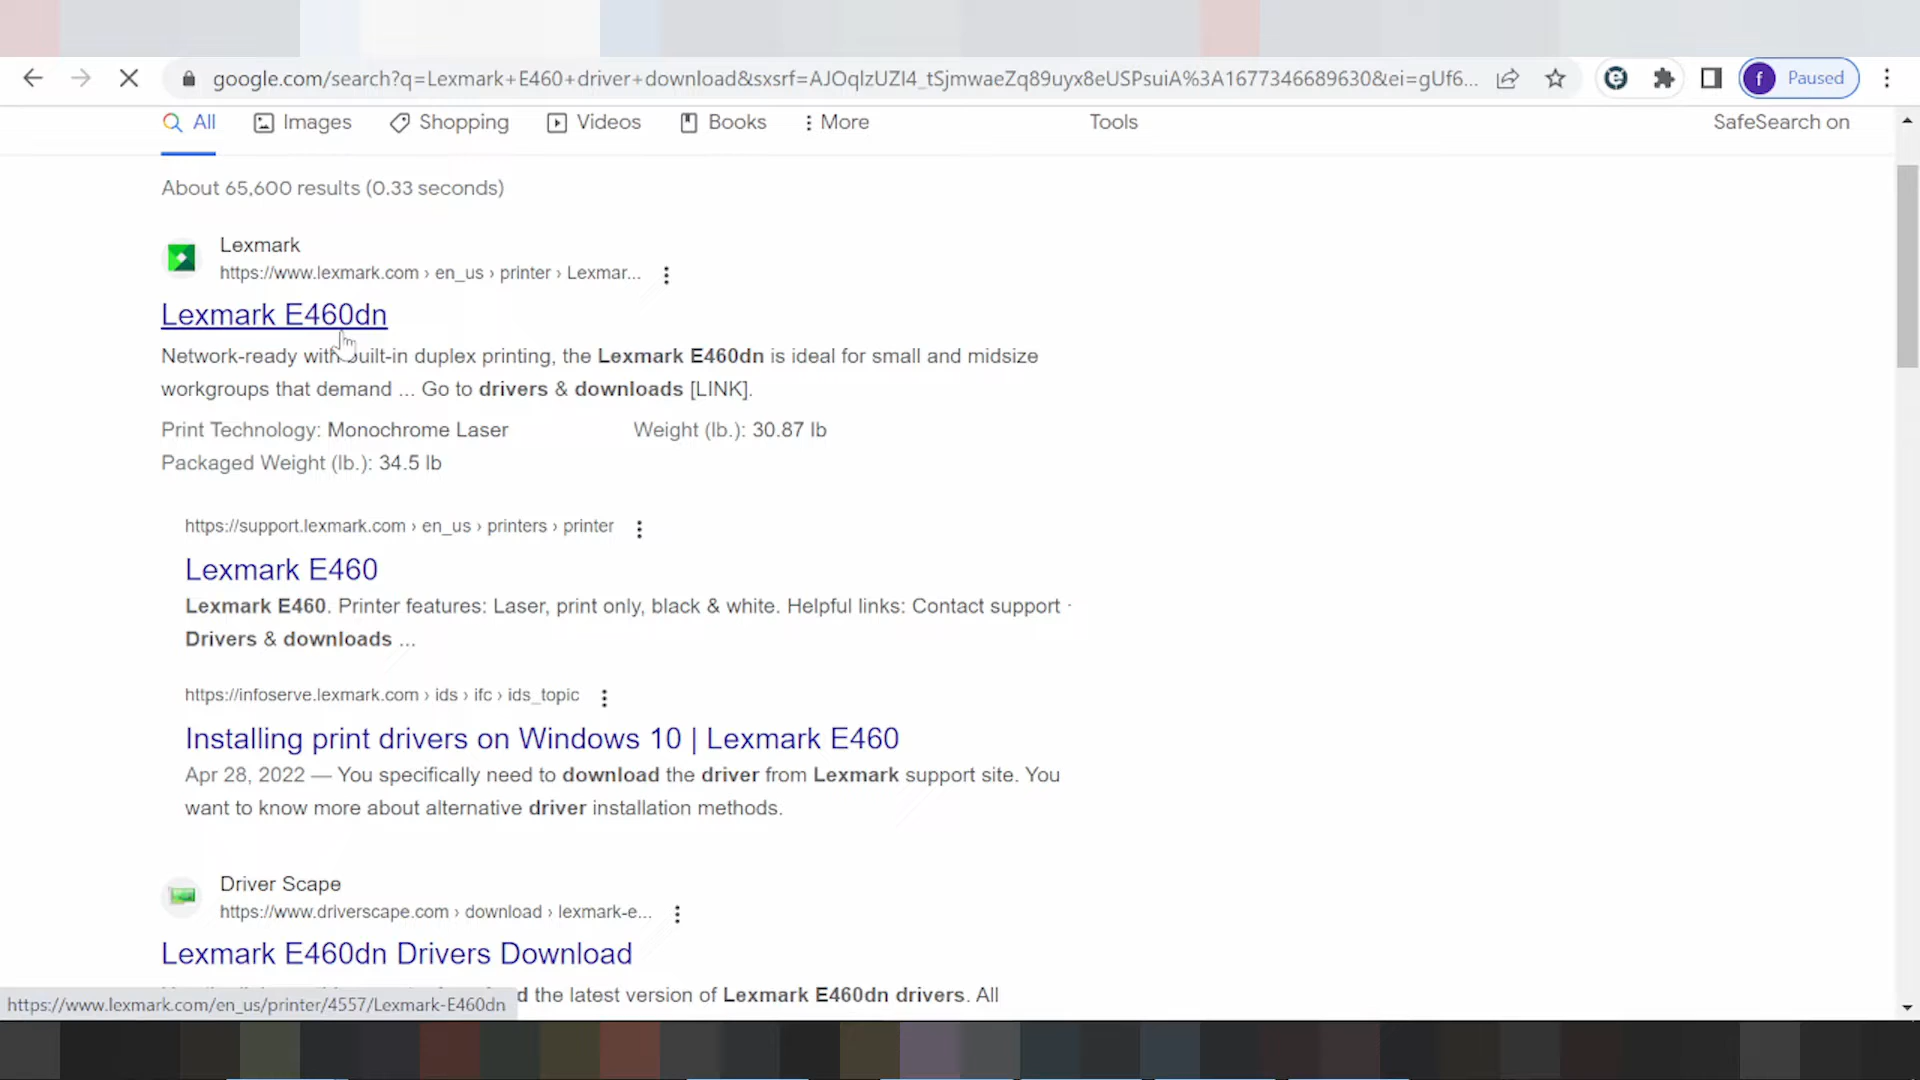 google.com/search?q=Lexmark+E460+driver+download&sxsrf=AJOqlzUZI4_tSjmwaeZq89uyx8eUSPsuiA%3A1677346689630&ei=gUf6...
f Paused
All Images Shopping Videos Books More Tools SafeSearch on
About 65,600 results (0.33 seconds)
Lexmark
https://www.lexmark.com › en_us › printer › Lexmar...
Lexmark E460dn
Network-ready with built-in duplex printing, the Lexmark E460dn is ideal for small and midsize
workgroups that demand ... Go to drivers & downloads [LINK].
Print Technology: Monochrome Laser Weight (lb.): 30.87 lb
Packaged Weight (lb.): 34.5 lb
https://support.lexmark.com › en_us › printers › printer
Lexmark E460
Lexmark E460. Printer features: Laser, print only, black & white. Helpful links: Contact support ·
Drivers & downloads ...
https://infoserve.lexmark.com › ids › ifc › ids_topic
Installing print drivers on Windows 10 | Lexmark E460
Apr 28, 2022 — You specifically need to download the driver from Lexmark support site. You
want to know more about alternative driver installation methods.
Driver Scape
https://www.driverscape.com › download › lexmark-e...
Lexmark E460dn Drivers Download
the latest version of Lexmark E460dn drivers. All
https://www.lexmark.com/en_us/printer/4557/Lexmark-E460dn